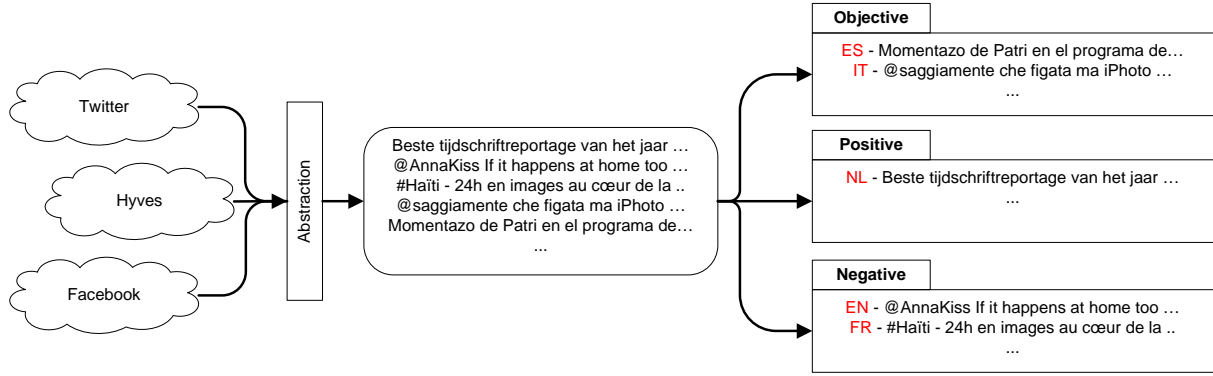 Twitter
Hyves
Facebook
Abstraction
Beste tijdschriftreportage van het jaar …
@AnnaKiss If it happens at home too …
#Haïti - 24h en images au cœur de la ..
@saggiamente che figata ma iPhoto …
Momentazo de Patri en el programa de…
...
Objective
ES - Momentazo de Patri en el programa de…
IT - @saggiamente che figata ma iPhoto …
...
Positive
NL - Beste tijdschriftreportage van het jaar …
...
Negative
EN - @AnnaKiss If it happens at home too …
FR - #Haïti - 24h en images au cœur de la ..
...